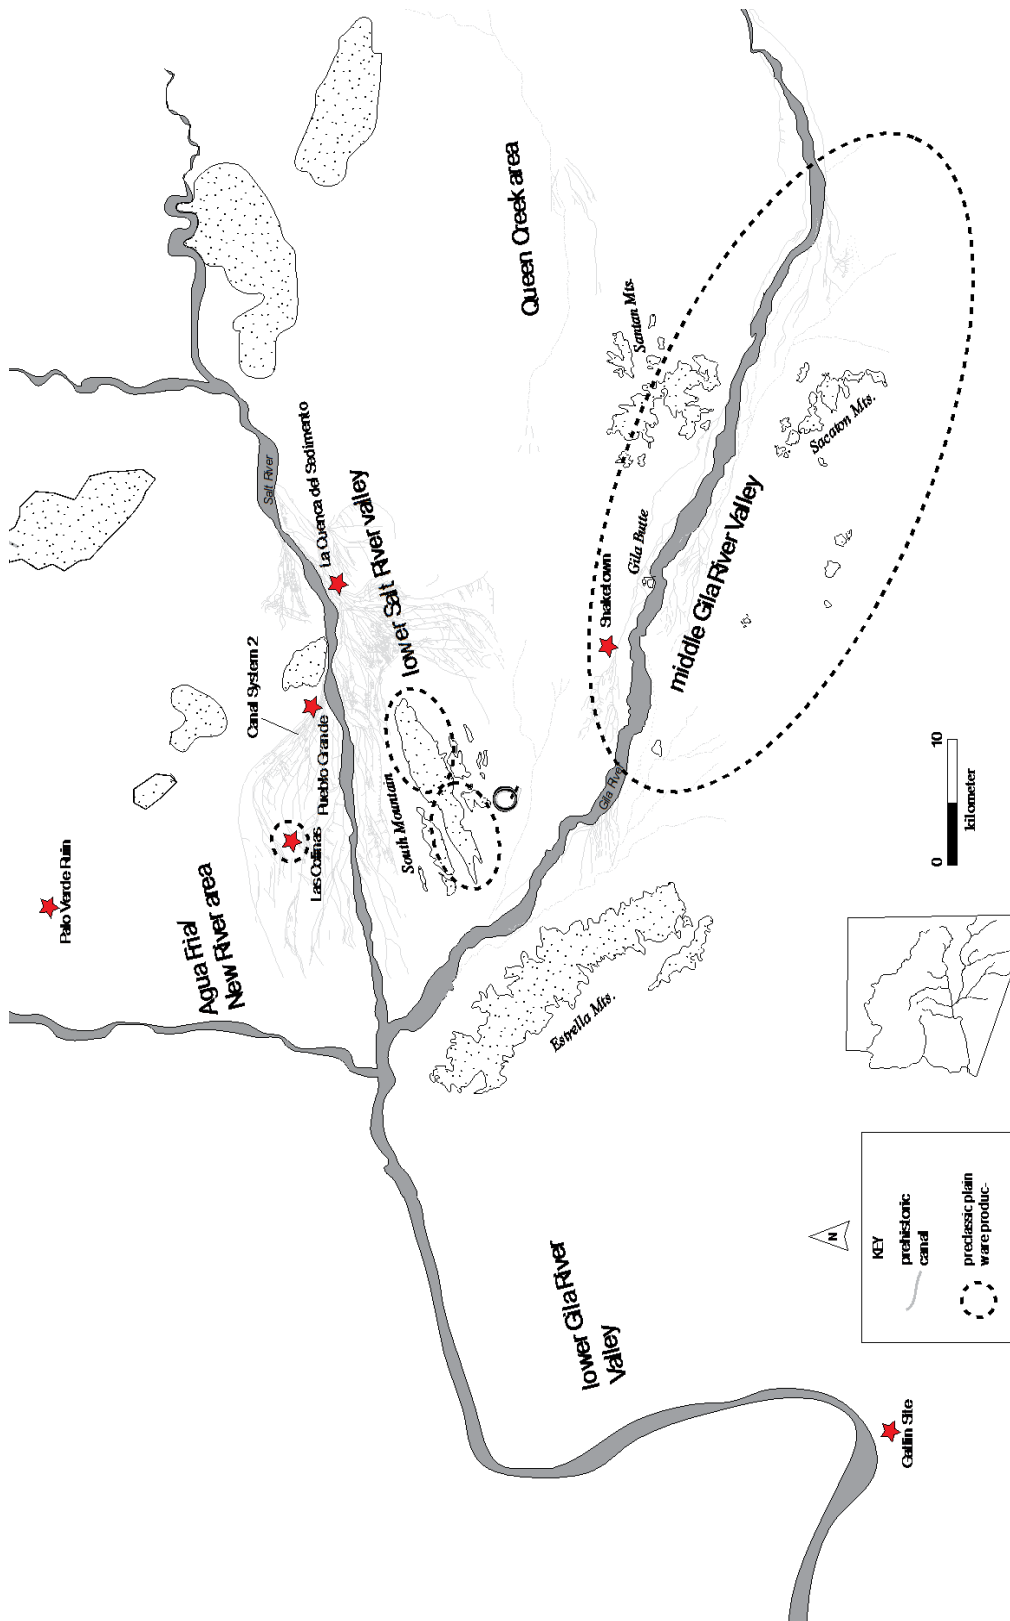 Palo Verde Ruin
Agua Frial
New River area
Las Colinas
Pueblo Grande
Canal System 2
La Cuenca del Sedimento
Salt River
lower Salt River valley
South Mountain
Q
Queen Creek area
Santan Mts.
Snaketown
Gila Butte
middle Gila River Valley
Sacaton Mts.
Gila River
Estrella Mts.
lower Gila River
Valley
Gatlin Site
0
10
kilometer
N
KEY
prehistoric
canal
preclassic plain
ware produc-